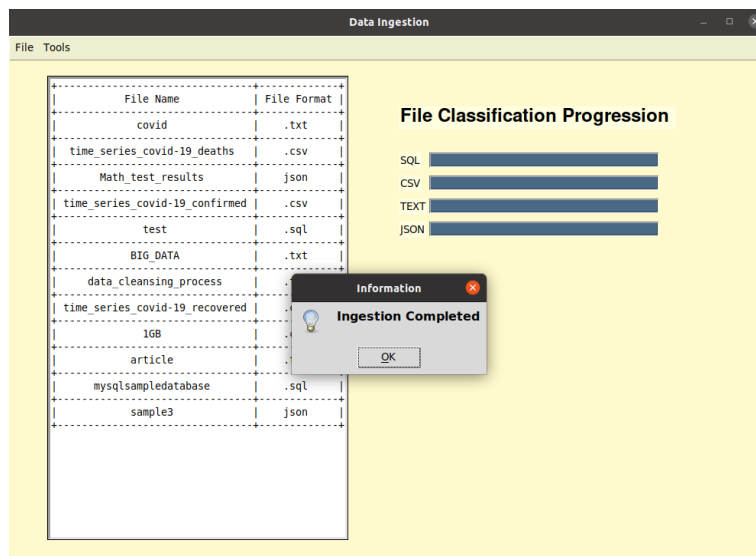 Data Ingestion
File Tools
File Name | File Format
covid | .txt
time_series_covid-19_deaths | .csv
Math_test_results | json
time_series_covid-19_confirmed | .csv
test | .sql
BIG_DATA | .txt
data_cleansing_process
time_series_covid-19_recovered
1GB
article
mysqlsampledatabase | .sql
sample3 | json
File Classification Progression
SQL
CSV
TEXT
JSON
Information
Ingestion Completed
OK